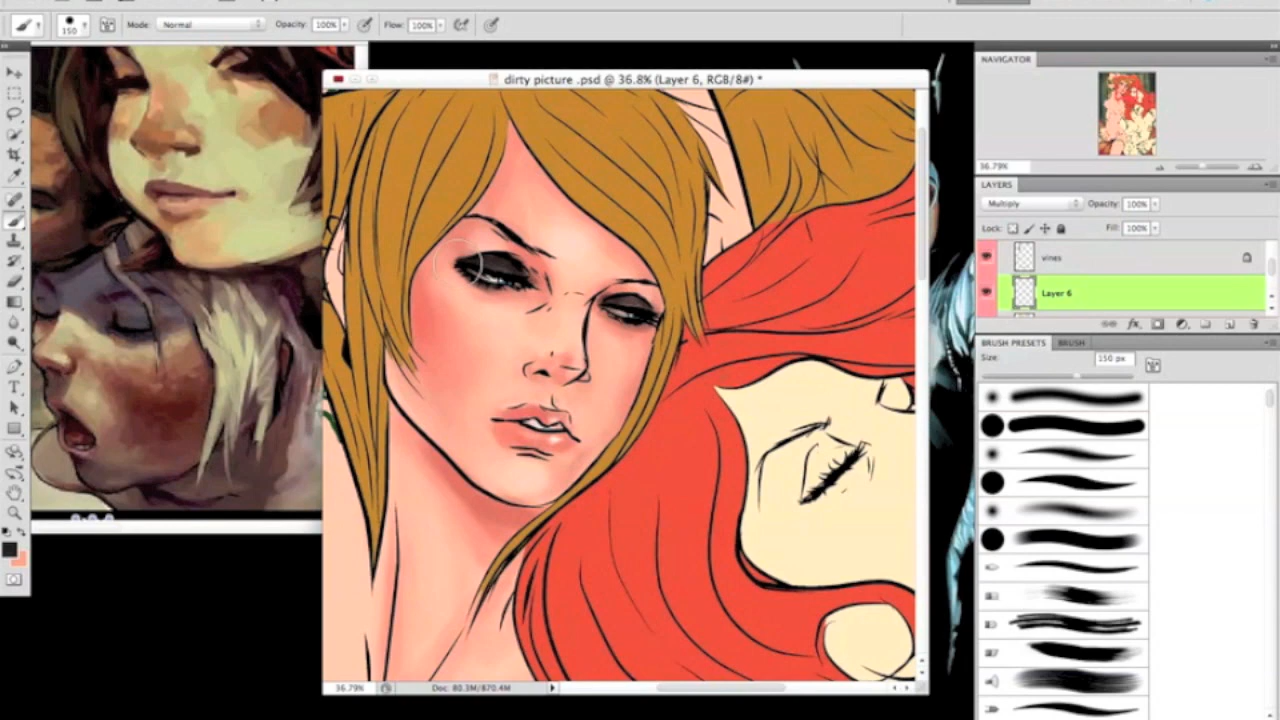 150
Mode: Normal
Opacity: 100%
Flow: 100%
dirty picture .psd @ 36.8% (Layer 6, RGB/8#) *
NAVIGATOR
36.79%
LAYERS
Multiply
Opacity: 100%
Lock:
Fill: 100%
vines
Layer 6
fx
BRUSH PRESETS
BRUSH
Size:
150 px
T
36.79%
Doc: 80.3M/870.4M